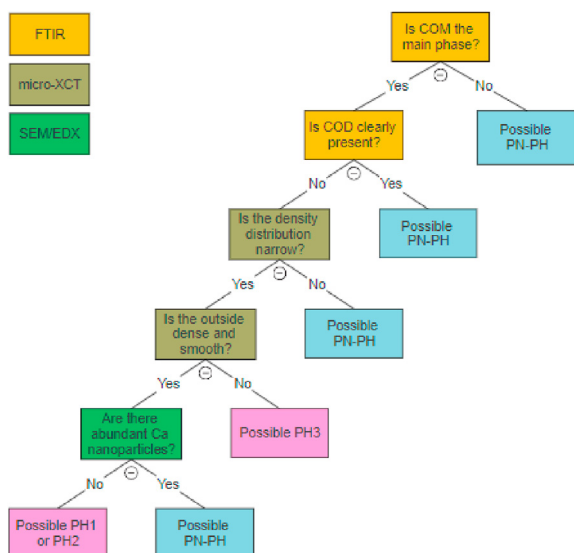 FTIR
micro-XCT
SEM/EDX
Is COM the
main phase?
Yes
No
Is COD clearly
present?
Possible
PN-PH
No
Yes
Is the density
distribution
narrow?
Possible
PN-PH
Yes
No
Is the outside
dense and
smooth?
Possible
PN-PH
Yes
No
Are there
abundant Ca
nanoparticles?
Possible PH3
No
Yes
Possible PH1
or PH2
Possible
PN-PH